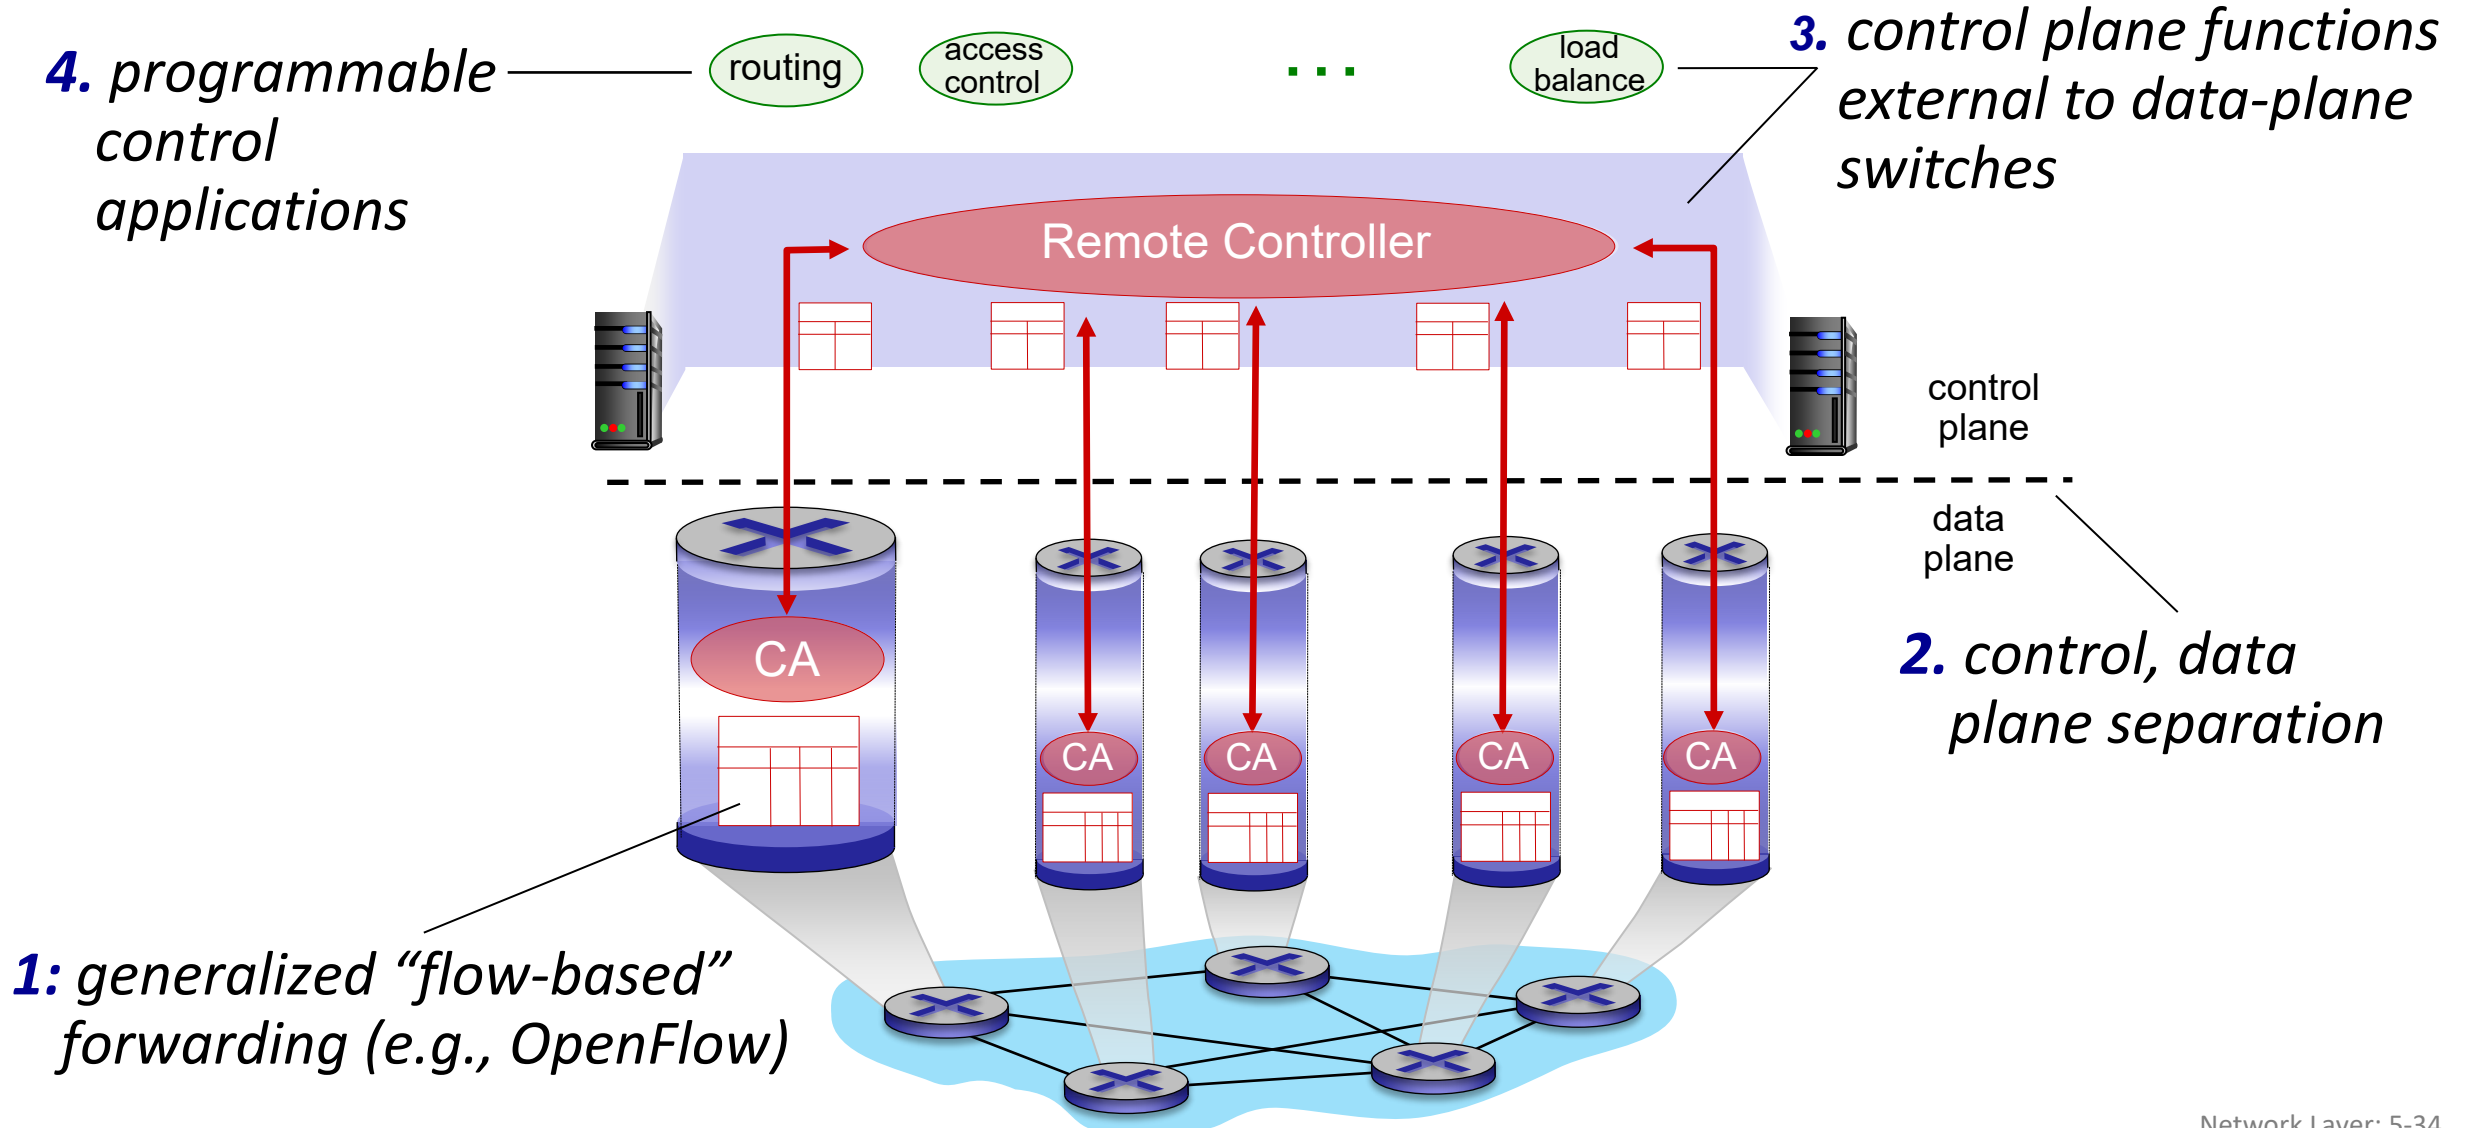 4. programmable
control
applications
routing
access
control
...
load
balance
3. control plane functions
external to data-plane
switches
Remote Controller
control
plane
data
plane
CA
CA
CA
CA
CA
2. control, data
plane separation
1: generalized “flow-based”
forwarding (e.g., OpenFlow)
Network Layer: 5-34